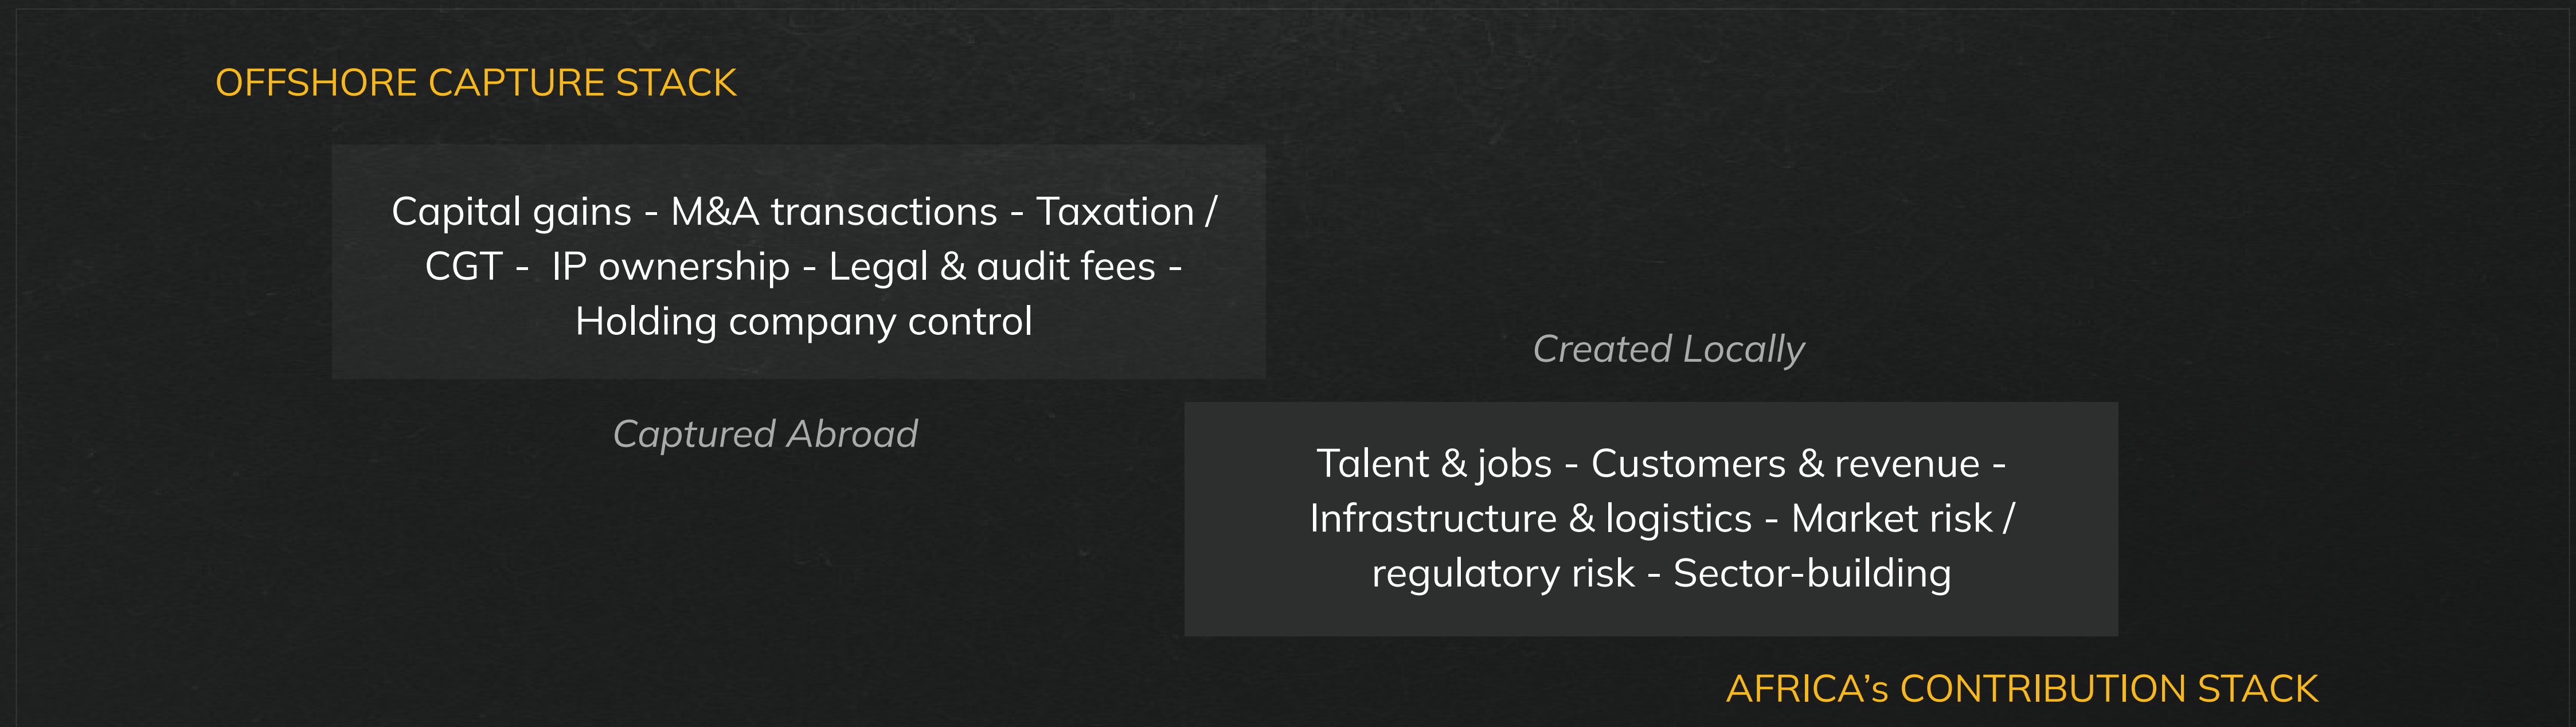 OFFSHORE CAPTURE STACK
Capital gains - M&A transactions - Taxation /
CGT -  IP ownership - Legal & audit fees -
Holding company control
Captured Abroad
Created Locally
Talent & jobs - Customers & revenue -
Infrastructure & logistics - Market risk /
regulatory risk - Sector-building
AFRICA’s CONTRIBUTION STACK